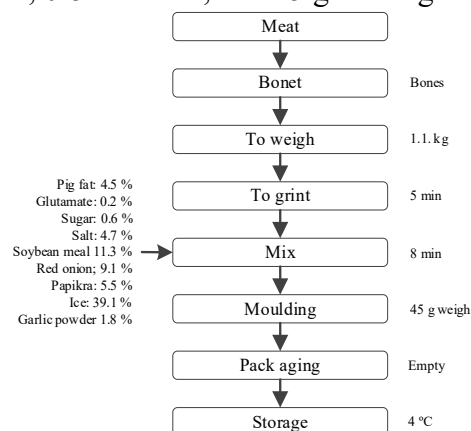 Meat
Bonet
Bones
To weigh
1.1. kg
To grint
5 min
Pig fat: 4.5 %
Glutamate: 0.2 %
Sugar: 0.6 %
Salt: 4.7 %
Soybean meal 11.3 %
Red onion; 9.1 %
Papikra: 5.5 %
Ice: 39.1 %
Garlic powder 1.8 %
Mix
8 min
Moulding
45 g weigh
Pack aging
Empty
Storage
4 ºC